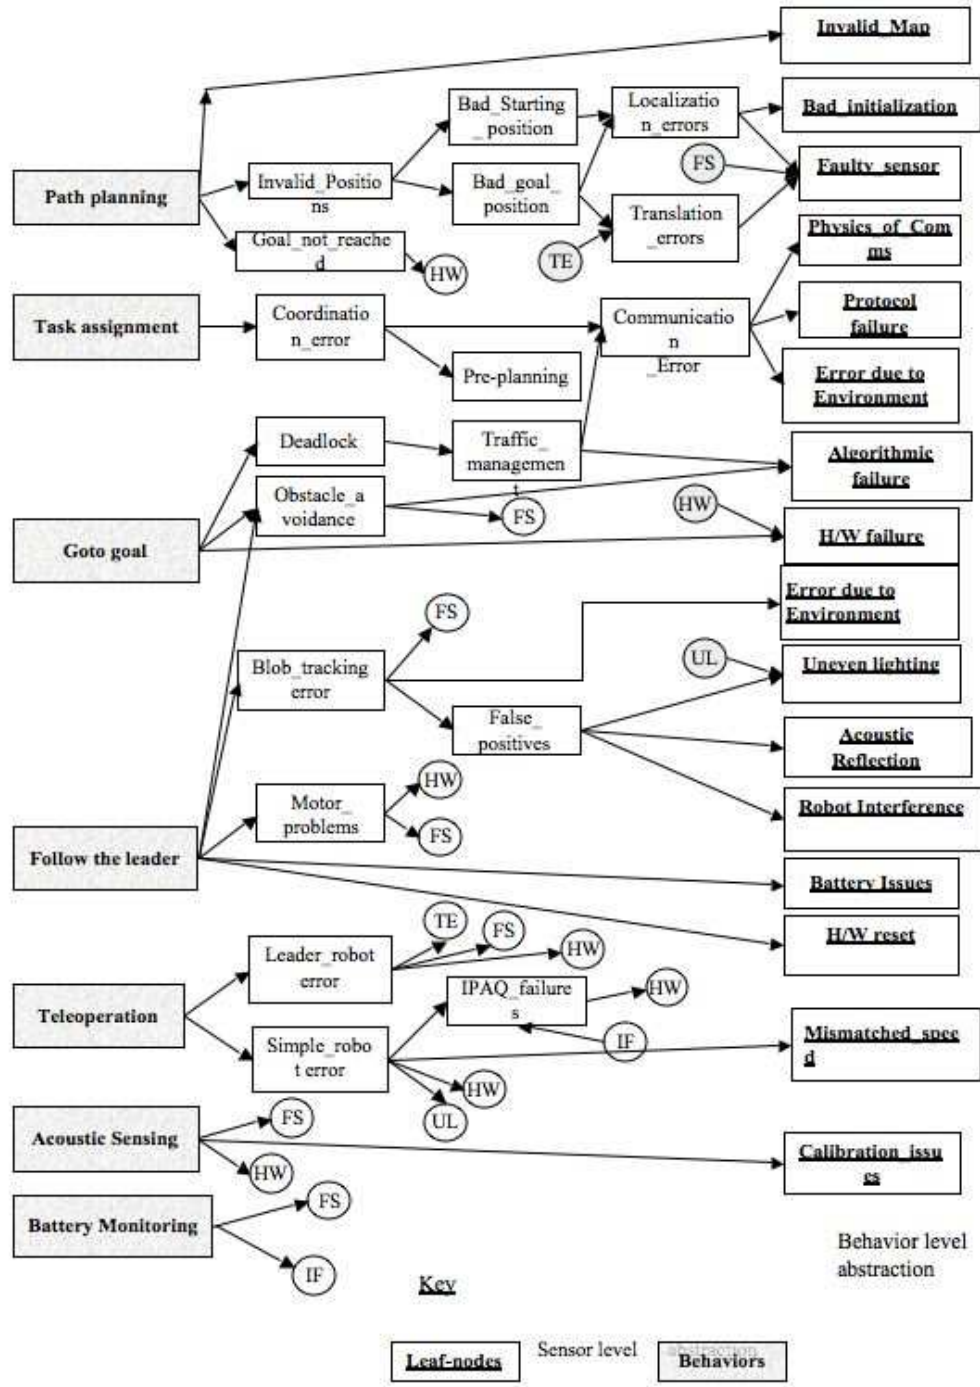 Invalid_Map
Bad_Starting
_position
Localizatio
n_errors
Bad_initialization
FS
Faulty_sensor
Path planning
Invalid_Positio
ns
Bad_goal_
position
Translation
_errors
Physics_of_Com
ms
Goal_not_reache
d
HW
TE
Task assignment
Coordinatio
n_error
Communicatio
n
_Error
Protocol
failure
Pre-planning
Error due to
Environment
Deadlock
Traffic_
managemen
t
Algorithmic
failure
Obstacle_a
voidance
FS
HW
Goto goal
H/W failure
Error due to
Environment
FS
Blob_tracking
error
UL
Uneven lighting
False_
positives
Acoustic
Reflection
HW
Motor_
problems
FS
Robot Interference
Follow the leader
Battery Issues
TE
FS
HW
H/W reset
Leader_robot
error
IPAQ_failure
s
HW
Teleoperation
Simple_robo
t error
IF
Mismatched_spee
d
HW
UL
FS
Acoustic Sensing
HW
Calibration_issu
es
FS
Battery Monitoring
IF
Behavior level
abstraction
Key
Leaf-nodes
Sensor level
abstraction
Behaviors